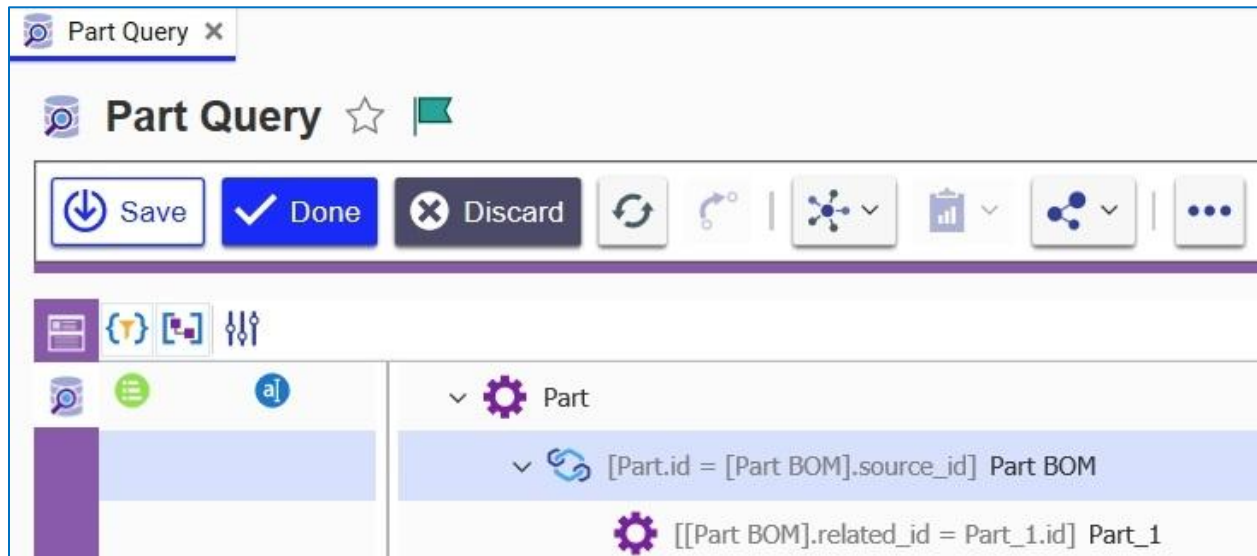 Part Query
Part Query
Save Done Discard
Part
[Part.id = [Part BOM].source_id] Part BOM
[[Part BOM].related_id = Part_1.id] Part_1